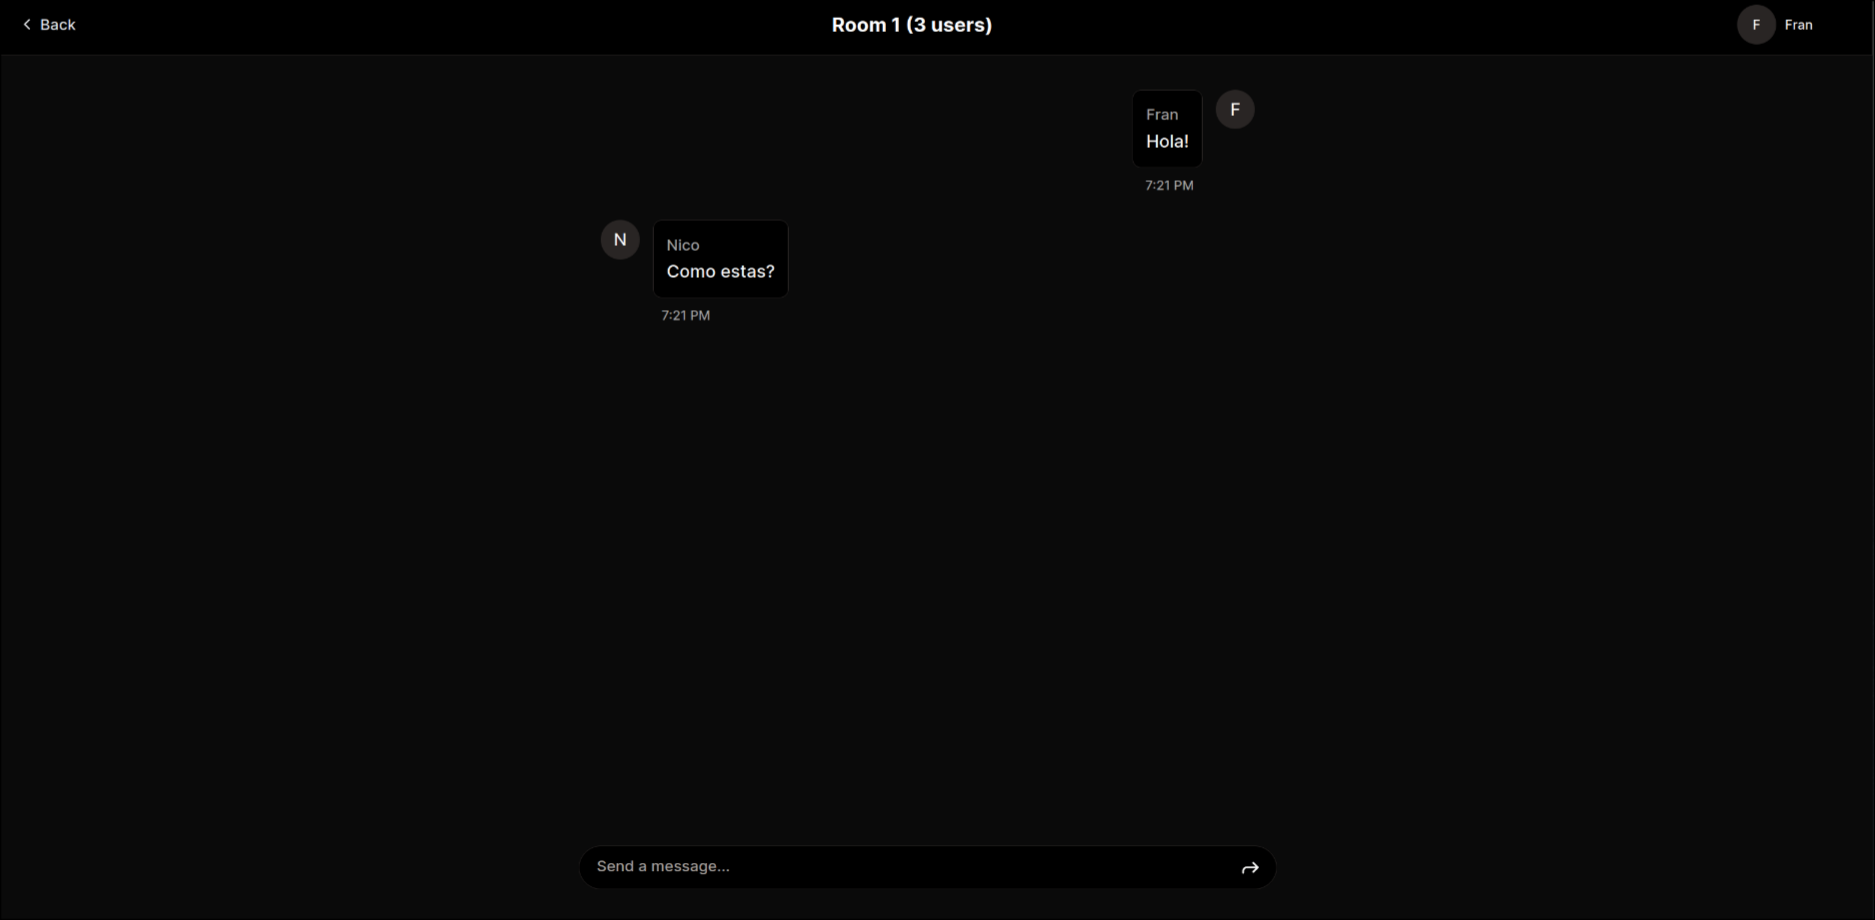 Back
Room 1 (3 users)
F Fran
Fran
F
Hola!
7:21 PM
N
Nico
Como estas?
7:21 PM
Send a message...